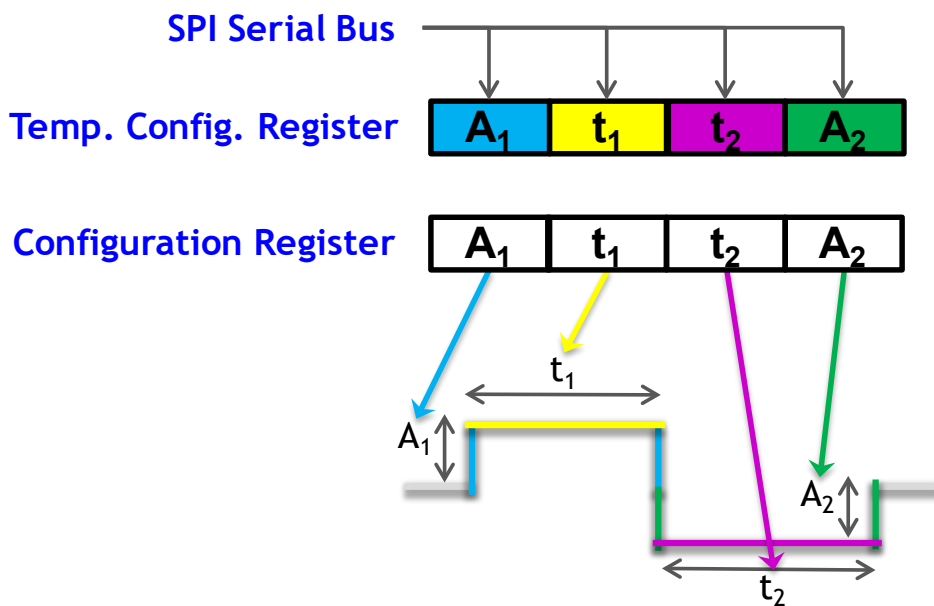 SPI Serial Bus
Temp. Config. Register A₁ t₁ t₂ A₂
Configuration Register A₁ t₁ t₂ A₂
t₁
A₁
A₂
t₂